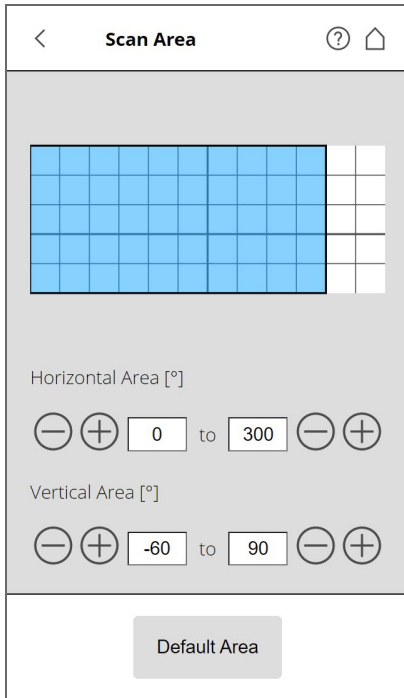 Scan Area
?
Horizontal Area [°]
0 to 300
Vertical Area [°]
-60 to 90
Default Area